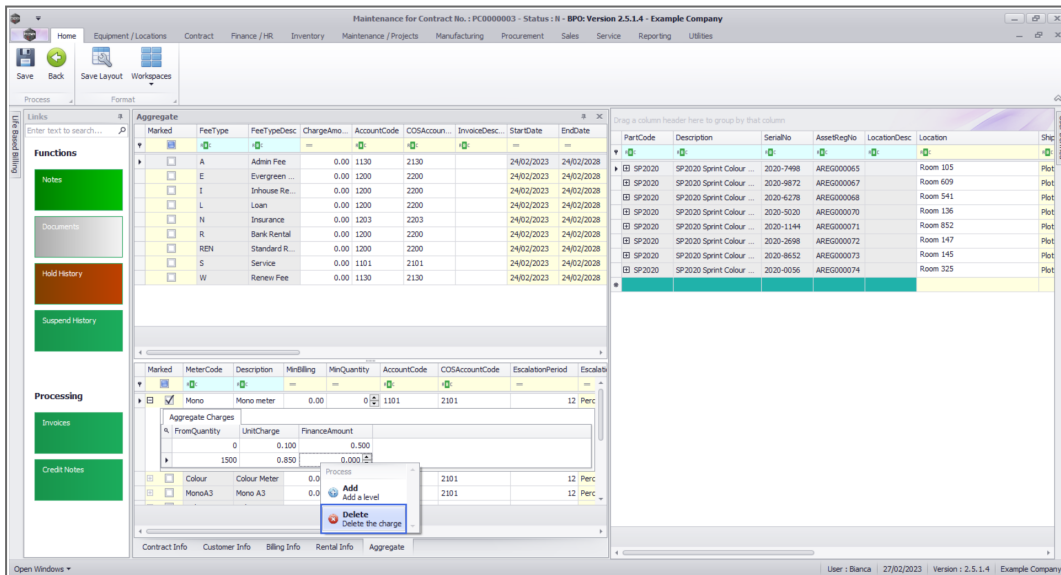 Maintenance for Contract No. : PC0000003 - Status : N - BPO: Version 2.5.1.4 - Example Company
Home Equipment / Locations Contract Finance / HR Inventory Maintenance / Projects Manufacturing Procurement Sales Service Reporting Utilities
Save Back Save Layout Workspaces
Process Format
Life Based Billing
Links
Enter text to search...
Functions
Notes
Documents
Hold History
Suspend History
Processing
Invoices
Credit Notes
Aggregate
Marked FeeType FeeTypeDesc ChargeAmo... AccountCode COSAccoun... InvoiceDesc... StartDate EndDate
A Admin Fee 0.00 1130 2130 24/02/2023 24/02/2028
E Evergreen ... 0.00 1200 2200 24/02/2023 24/02/2028
I Inhouse Re... 0.00 1200 2200 24/02/2023 24/02/2028
L Loan 0.00 1200 2200 24/02/2023 24/02/2028
N Insurance 0.00 1203 2203 24/02/2023 24/02/2028
R Bank Rental 0.00 1200 2200 24/02/2023 24/02/2028
REN Standard R... 0.00 1200 2200 24/02/2023 24/02/2028
S Service 0.00 1101 2101 24/02/2023 24/02/2028
W Renew Fee 0.00 1130 2130 24/02/2023 24/02/2028
Marked MeterCode Description MinBilling MinQuantity AccountCode COSAccountCode EscalationPeriod Escalati
Mono Mono meter 0.00 0 1101 2101 12 Perc
Aggregate Charges
FromQuantity UnitCharge FinanceAmount
0 0.100 0.500
1500 0.850 0.000
Colour Colour Meter 0.0 2101 12 Perc
MonoA3 Mono A3 0.0 2101 12 Perc
Process
Add
Add a level
Delete
Delete the charge
Contract Info Customer Info Billing Info Rental Info Aggregate
Drag a column header here to group by that column
PartCode Description SerialNo AssetRegNo LocationDesc Location Ship
SP2020 SP2020 Sprint Colour ... 2020-7498 AREG000065 Room 105 Plot
SP2020 SP2020 Sprint Colour ... 2020-9872 AREG000067 Room 609 Plot
SP2020 SP2020 Sprint Colour ... 2020-6278 AREG000068 Room 541 Plot
SP2020 SP2020 Sprint Colour ... 2020-5020 AREG000070 Room 136 Plot
SP2020 SP2020 Sprint Colour ... 2020-1144 AREG000071 Room 852 Plot
SP2020 SP2020 Sprint Colour ... 2020-2698 AREG000072 Room 147 Plot
SP2020 SP2020 Sprint Colour ... 2020-8652 AREG000073 Room 145 Plot
SP2020 SP2020 Sprint Colour ... 2020-0056 AREG000074 Room 325 Plot
Open Windows User : Bianca 27/02/2023 Version : 2.5.1.4 Example Company